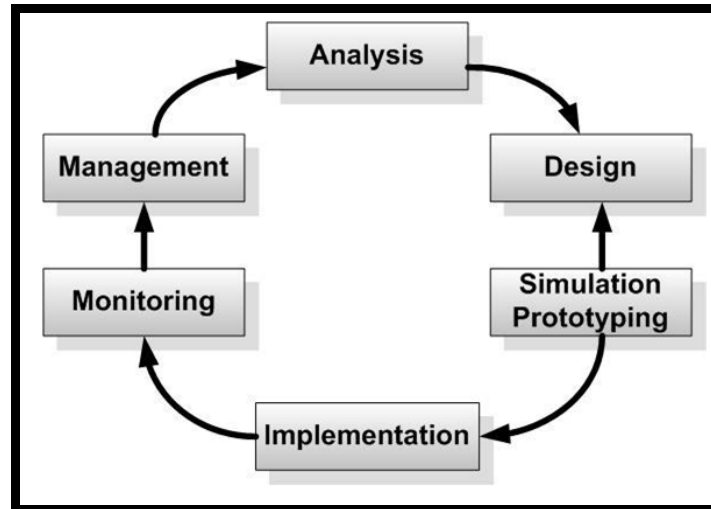 Analysis
Management
Design
Monitoring
Simulation
Prototyping
Implementation